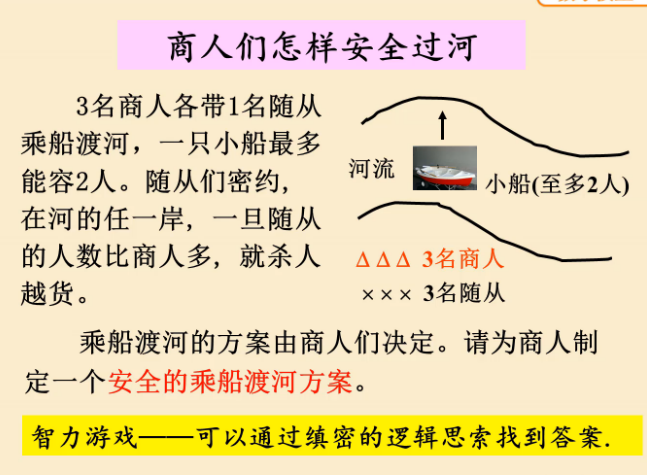 商人们怎样安全过河
3名商人各带1名随从
乘船渡河，一只小船最多
能容2人。随从们密约,
在河的任一岸, 一旦随从
的人数比商人多, 就杀人
越货。
河流
小船(至多2人)
Δ Δ Δ 3名商人
× × × 3名随从
乘船渡河的方案由商人们决定。请为商人制
定一个安全的乘船渡河方案。
智力游戏——可以通过缜密的逻辑思索找到答案.